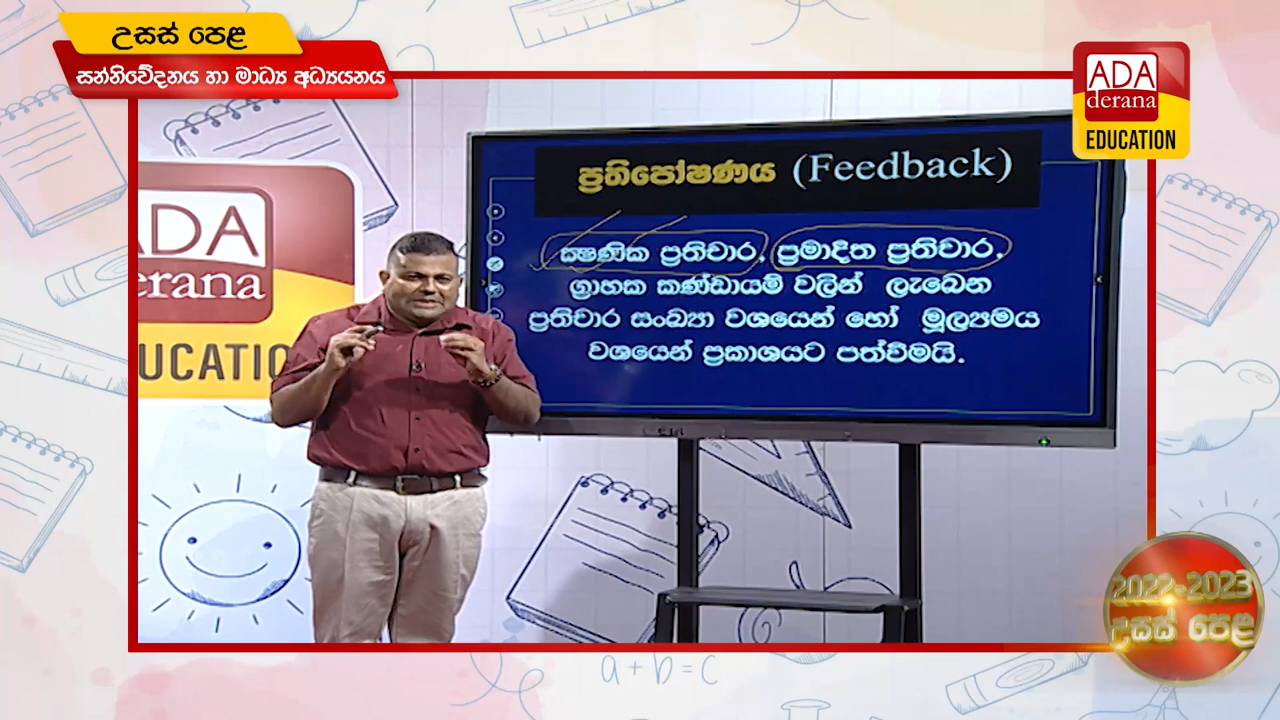 උසස් පෙළ
සන්නිවේදනය හා මාධ්‍ය අධ්‍යයනය
ADA
derana
EDUCATION
ADA
derana
UCATIO
ප්‍රතිපෝෂණය (Feedback)
ක්ෂණික ප්‍රතිචාර, ප්‍රමාදිත ප්‍රතිචාර,
ග්‍රාහක කණ්ඩායම් වලින් ලැබෙන
ප්‍රතිචාර සංඛ්‍යා වශයෙන් හෝ මූල්‍යමය
වශයෙන් ප්‍රකාශයට පත්වීමයි.
2022-2023
උසස් පෙළ
a + b = c